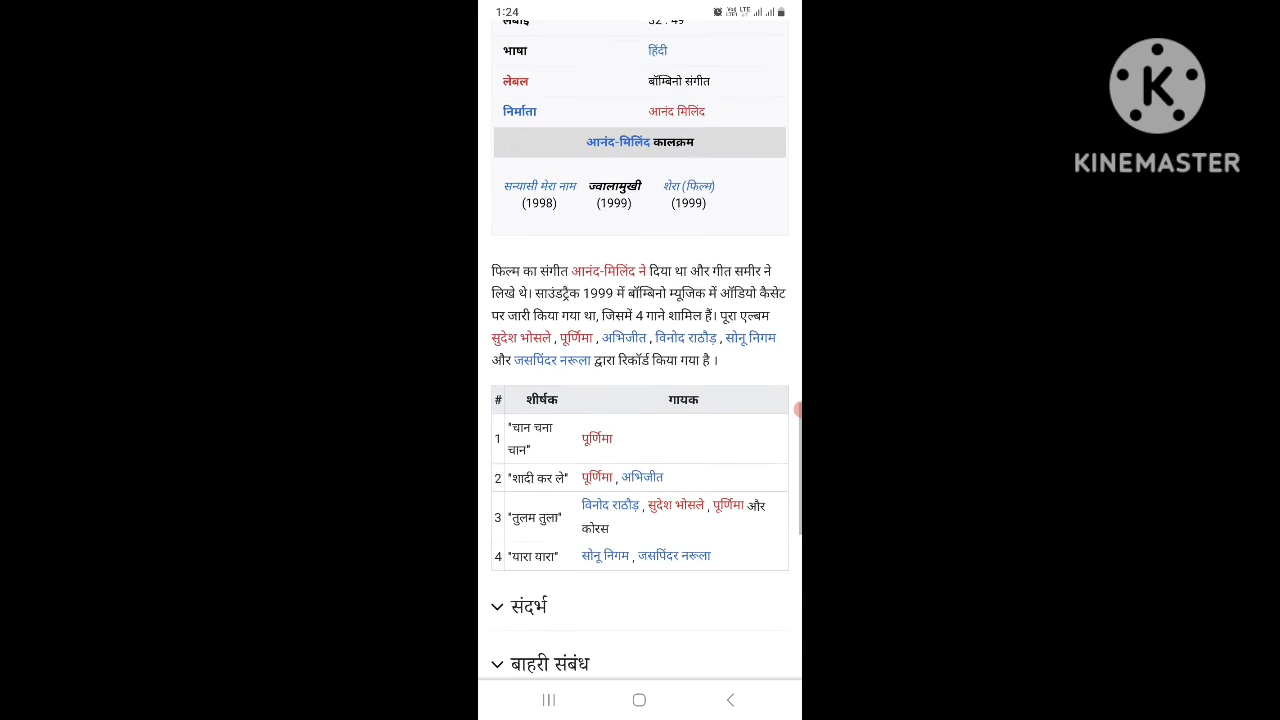 1:24
लंबाई 32 : 49
भाषा हिंदी
लेबल बॉम्बिनो संगीत
निर्माता आनंद मिलिंद
आनंद-मिलिंद कालक्रम
सन्यासी मेरा नाम ज्वालामुखी शेरा (फिल्म)
(1998) (1999) (1999)
फिल्म का संगीत आनंद-मिलिंद ने दिया था और गीत समीर ने
लिखे थे। साउंडट्रैक 1999 में बॉम्बिनो म्यूजिक में ऑडियो कैसेट
पर जारी किया गया था, जिसमें 4 गाने शामिल हैं। पूरा एल्बम
सुदेश भोसले , पूर्णिमा , अभिजीत , विनोद राठौड़ , सोनू निगम
और जसपिंदर नरूला द्वारा रिकॉर्ड किया गया है ।
# शीर्षक गायक
1 "चान चना
चान" पूर्णिमा
2 "शादी कर ले" पूर्णिमा , अभिजीत
3 "तुलम तुला" विनोद राठौड़ , सुदेश भोसले , पूर्णिमा और
कोरस
4 "यारा यारा" सोनू निगम , जसपिंदर नरूला
संदर्भ
बाहरी संबंध
K
KINEMASTER